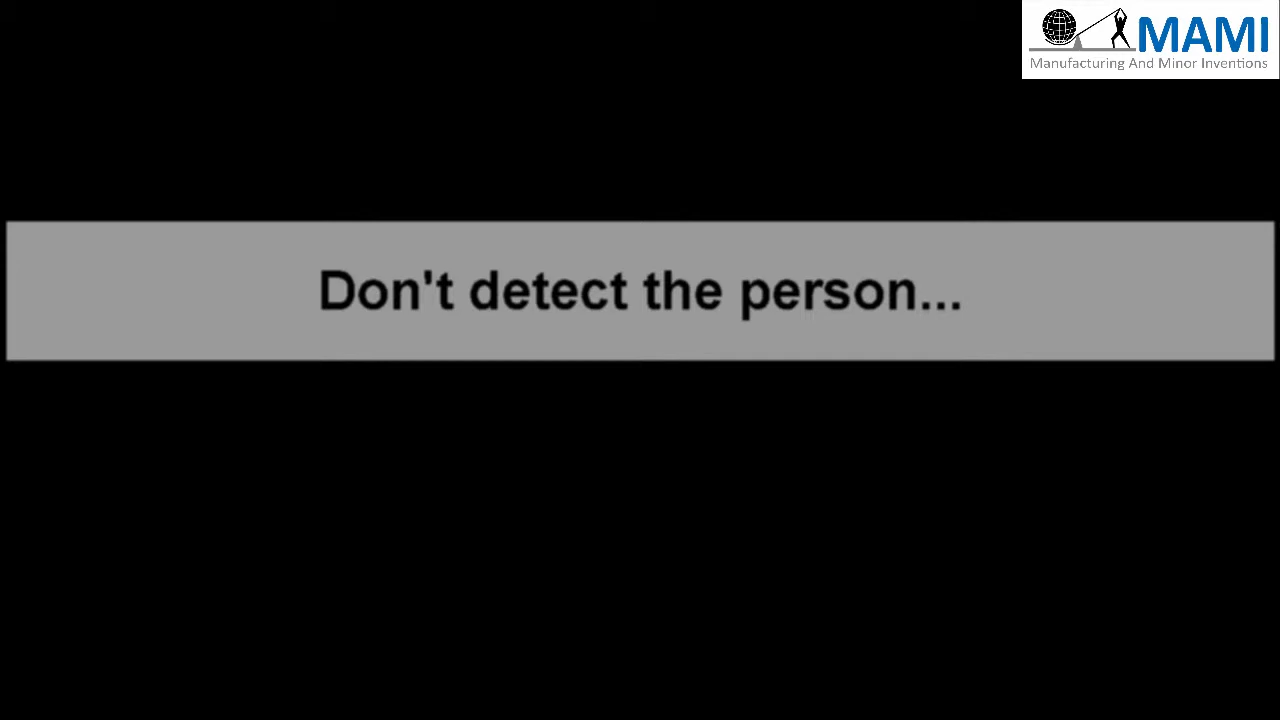 MAMI
Manufacturing And Minor Inventions
Don't detect the person...